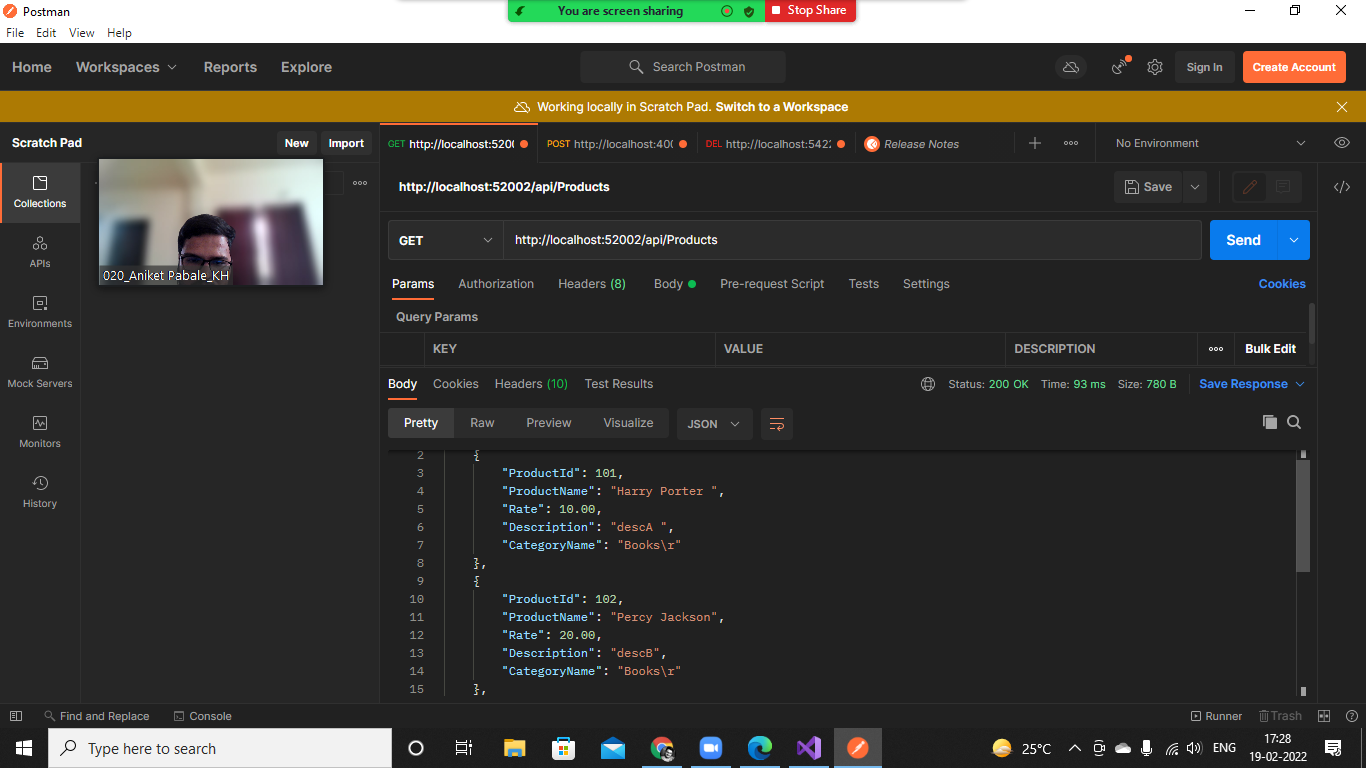 Postman
You are screen sharing
Stop Share
File Edit View Help
Home Workspaces Reports Explore
Search Postman
Sign In
Create Account
Working locally in Scratch Pad. Switch to a Workspace
Scratch Pad
New Import
GET http://localhost:5200
POST http://localhost:400
DEL http://localhost:542
Release Notes
No Environment
Collections
APIs
Environments
Mock Servers
Monitors
History
020_Aniket Pabale_KH
http://localhost:52002/api/Products
Save
GET
http://localhost:52002/api/Products
Send
Params Authorization Headers (8) Body Pre-request Script Tests Settings
Cookies
Query Params
KEY VALUE DESCRIPTION
Bulk Edit
Body Cookies Headers (10) Test Results
Status: 200 OK Time: 93 ms Size: 780 B
Save Response
Pretty Raw Preview Visualize JSON
2 {
3 "ProductId": 101,
4 "ProductName": "Harry Porter ",
5 "Rate": 10.00,
6 "Description": "descA ",
7 "CategoryName": "Books\r"
8 },
9 {
10 "ProductId": 102,
11 "ProductName": "Percy Jackson",
12 "Rate": 20.00,
13 "Description": "descB",
14 "CategoryName": "Books\r"
15 },
Find and Replace Console
Runner Trash
Type here to search
25°C
ENG
17:28
19-02-2022